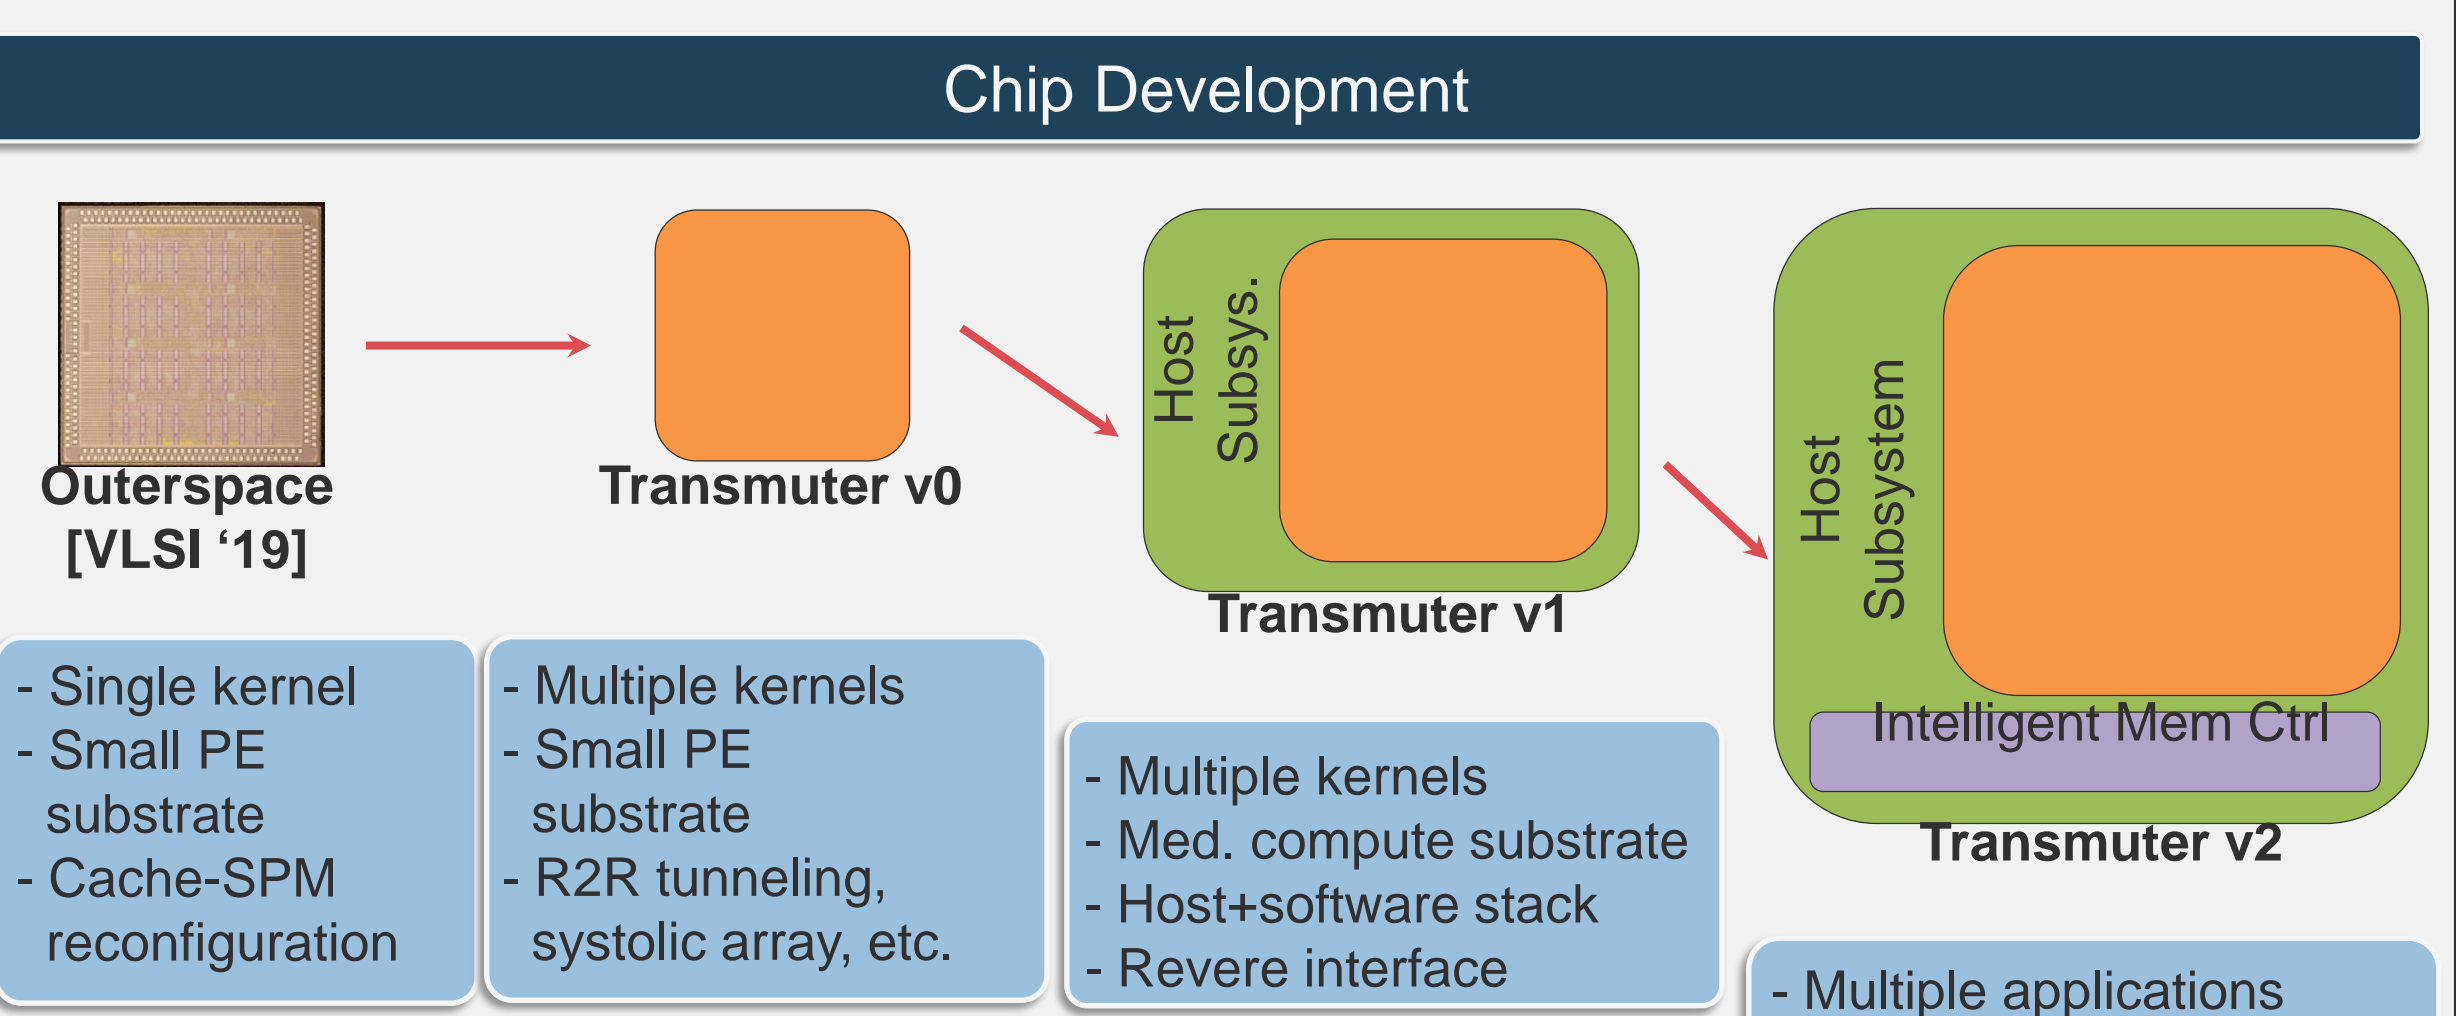 Chip Development
Outerspace
[VLSI ‘19]
Transmuter v0
Host
Subsys.
Transmuter v1
Host
Subsystem
Intelligent Mem Ctrl
Transmuter v2
- Single kernel
- Small PE
substrate
- Cache-SPM
reconfiguration
- Multiple kernels
- Small PE
substrate
- R2R tunneling,
systolic array, etc.
- Multiple kernels
- Med. compute substrate
- Host+software stack
- Revere interface
- Multiple applications